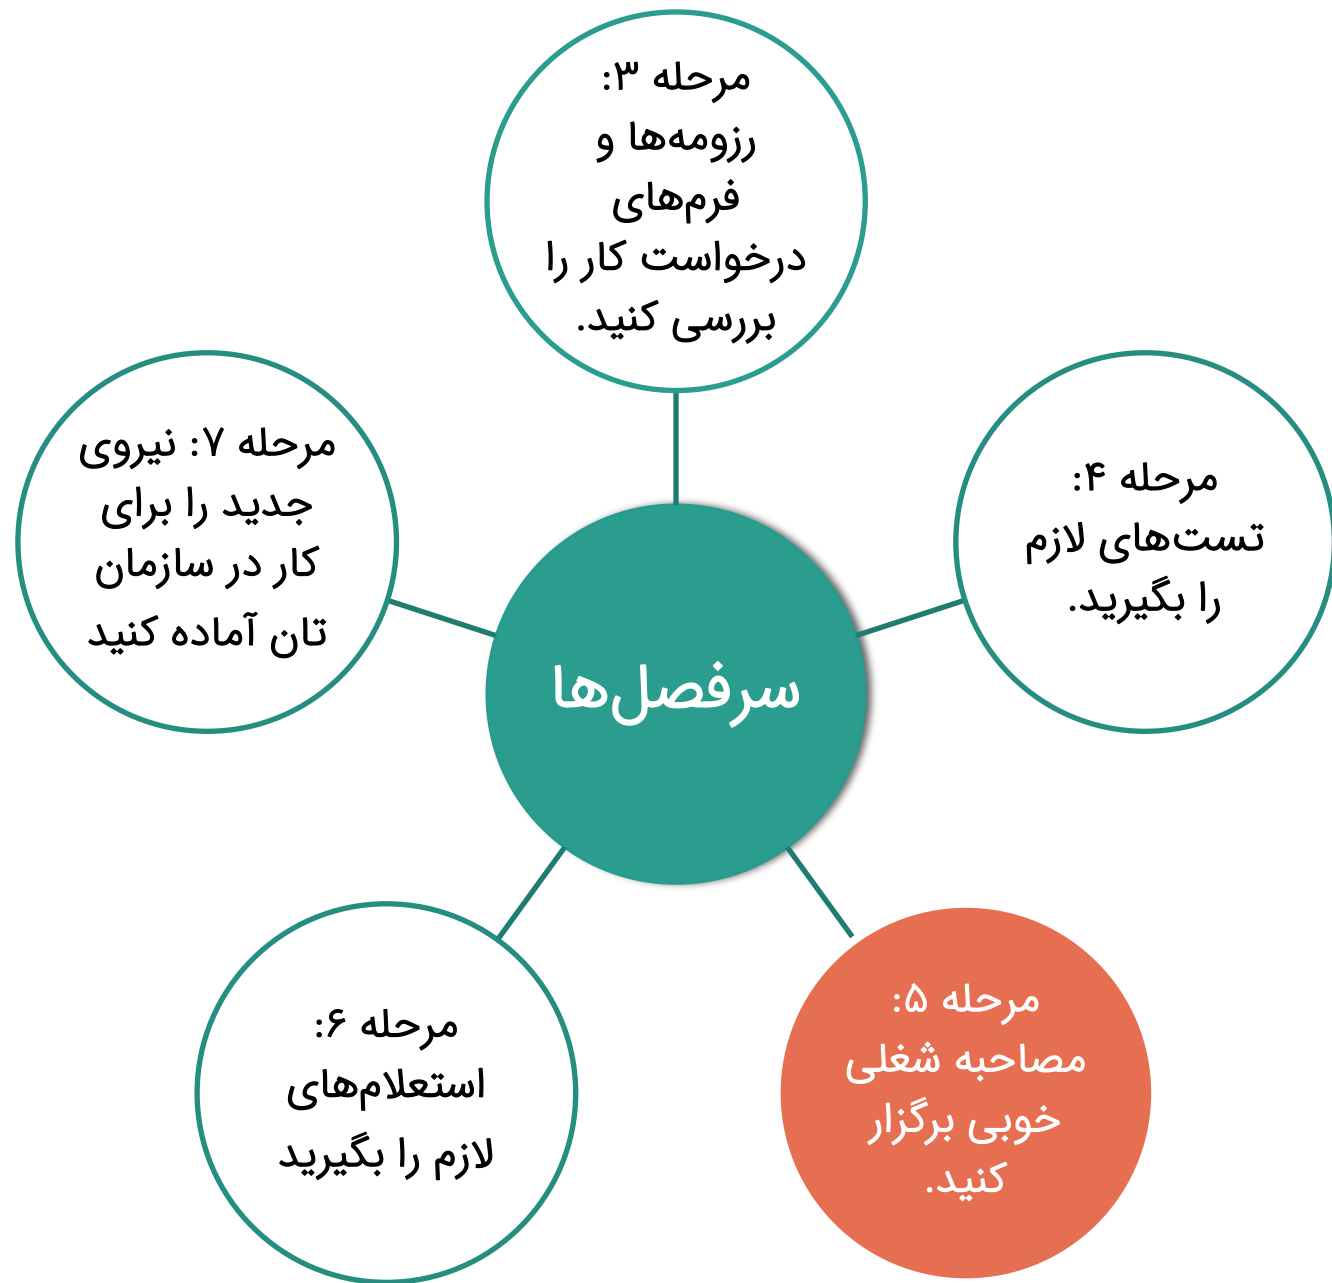 سرفصل‌ها
مرحله ۳:
رزومه‌ها و
فرم‌های
درخواست کار را
بررسی کنید.
مرحله ۴:
تست‌های لازم
را بگیرید.
مرحله ۵:
مصاحبه شغلی
خوبی برگزار
کنید.
مرحله ۶:
استعلام‌های
لازم را بگیرید
مرحله ۷: نیروی
جدید را برای
کار در سازمان
تان آماده کنید